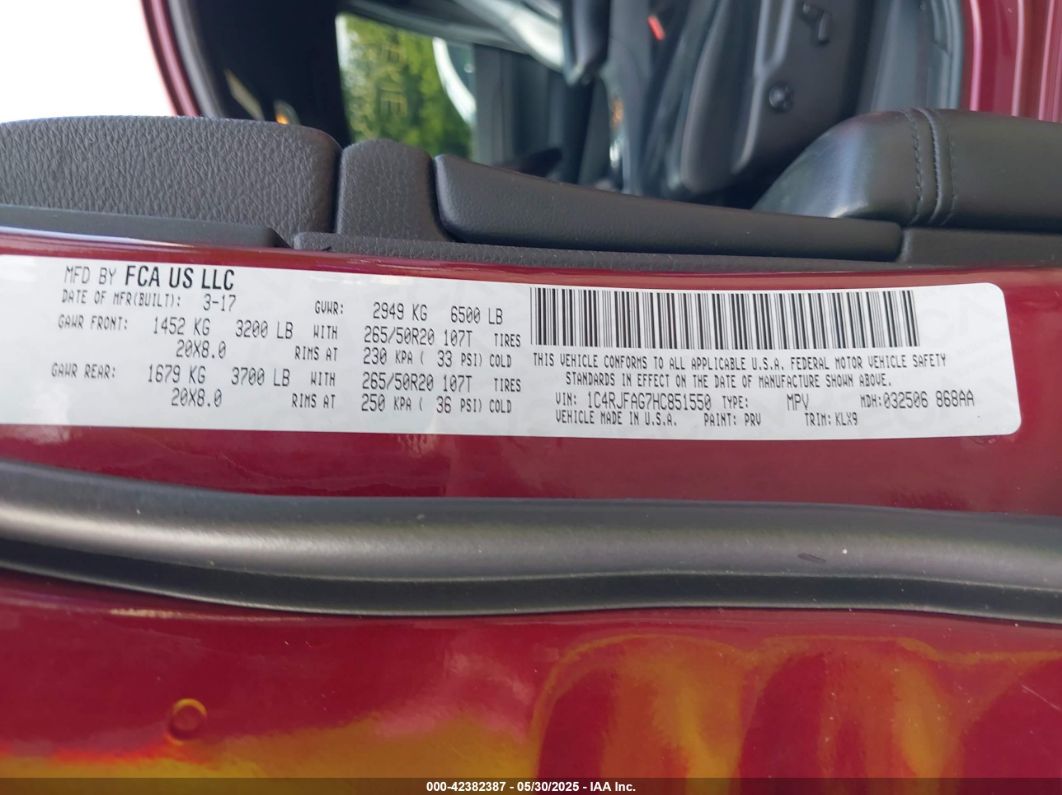 MFD BY FCA US LLC
DATE OF MFR(BUILT): 3-17 GVWR: 2949 KG 6500 LB
GAWR FRONT: 1452 KG 3200 LB WITH 265/50R20 107T TIRES
20X8.0 RIMS AT 230 KPA ( 33 PSI) COLD
GAWR REAR: 1679 KG 3700 LB WITH 265/50R20 107T TIRES
20X8.0 RIMS AT 250 KPA ( 36 PSI) COLD
THIS VEHICLE CONFORMS TO ALL APPLICABLE U.S.A. FEDERAL MOTOR VEHICLE SAFETY
STANDARDS IN EFFECT ON THE DATE OF MANUFACTURE SHOWN ABOVE.
VIN: 1C4RJFAG7HC851550 TYPE: MPV MDH: 032506 868AA
VEHICLE MADE IN U.S.A. PAINT: PRV TRIM: KLX9
000-42382387 - 05/30/2025 - IAA Inc.